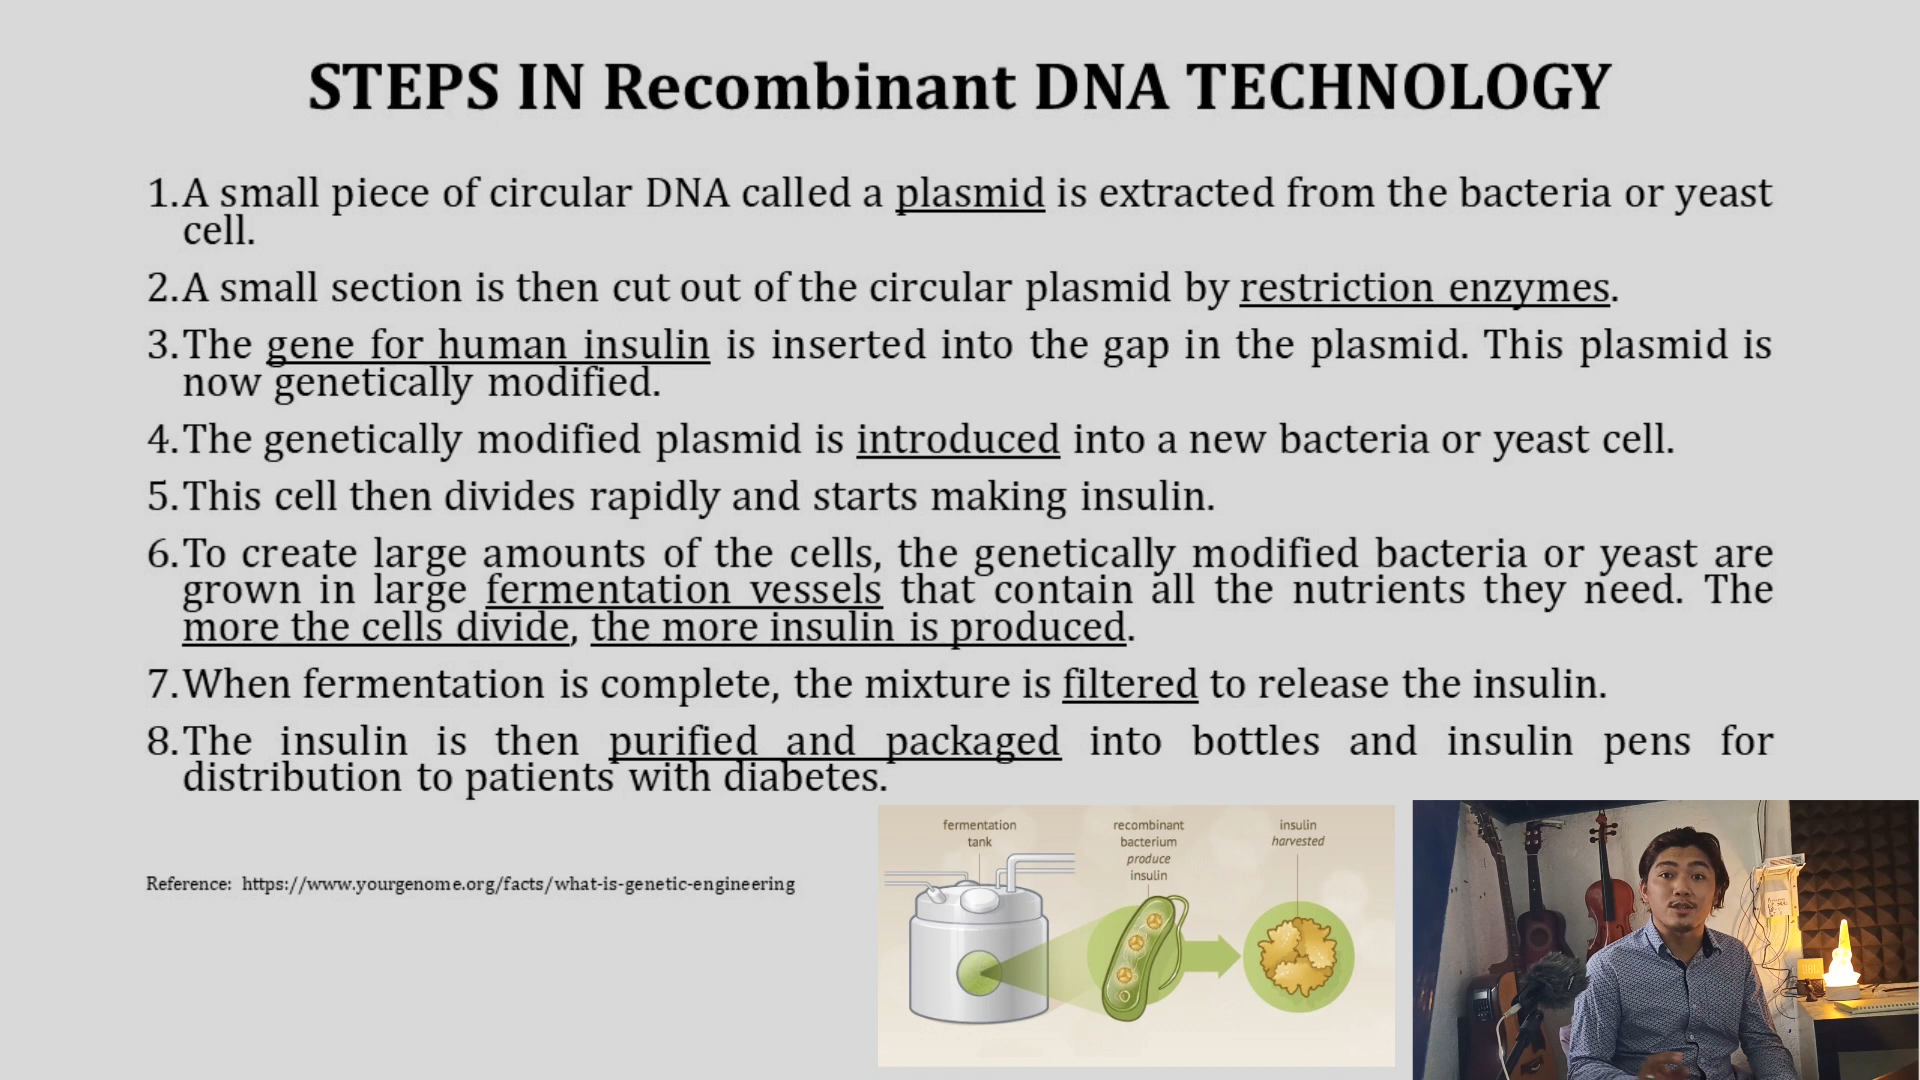 STEPS IN Recombinant DNA TECHNOLOGY
1.A small piece of circular DNA called a plasmid is extracted from the bacteria or yeast
cell.
2.A small section is then cut out of the circular plasmid by restriction enzymes.
3.The gene for human insulin is inserted into the gap in the plasmid. This plasmid is
now genetically modified.
4.The genetically modified plasmid is introduced into a new bacteria or yeast cell.
5.This cell then divides rapidly and starts making insulin.
6.To create large amounts of the cells, the genetically modified bacteria or yeast are
grown in large fermentation vessels that contain all the nutrients they need. The
more the cells divide, the more insulin is produced.
7.When fermentation is complete, the mixture is filtered to release the insulin.
8.The insulin is then purified and packaged into bottles and insulin pens for
distribution to patients with diabetes.
Reference: https://www.yourgenome.org/facts/what-is-genetic-engineering
fermentation
tank
recombinant
bacterium
produce
insulin
insulin
harvested
JBL